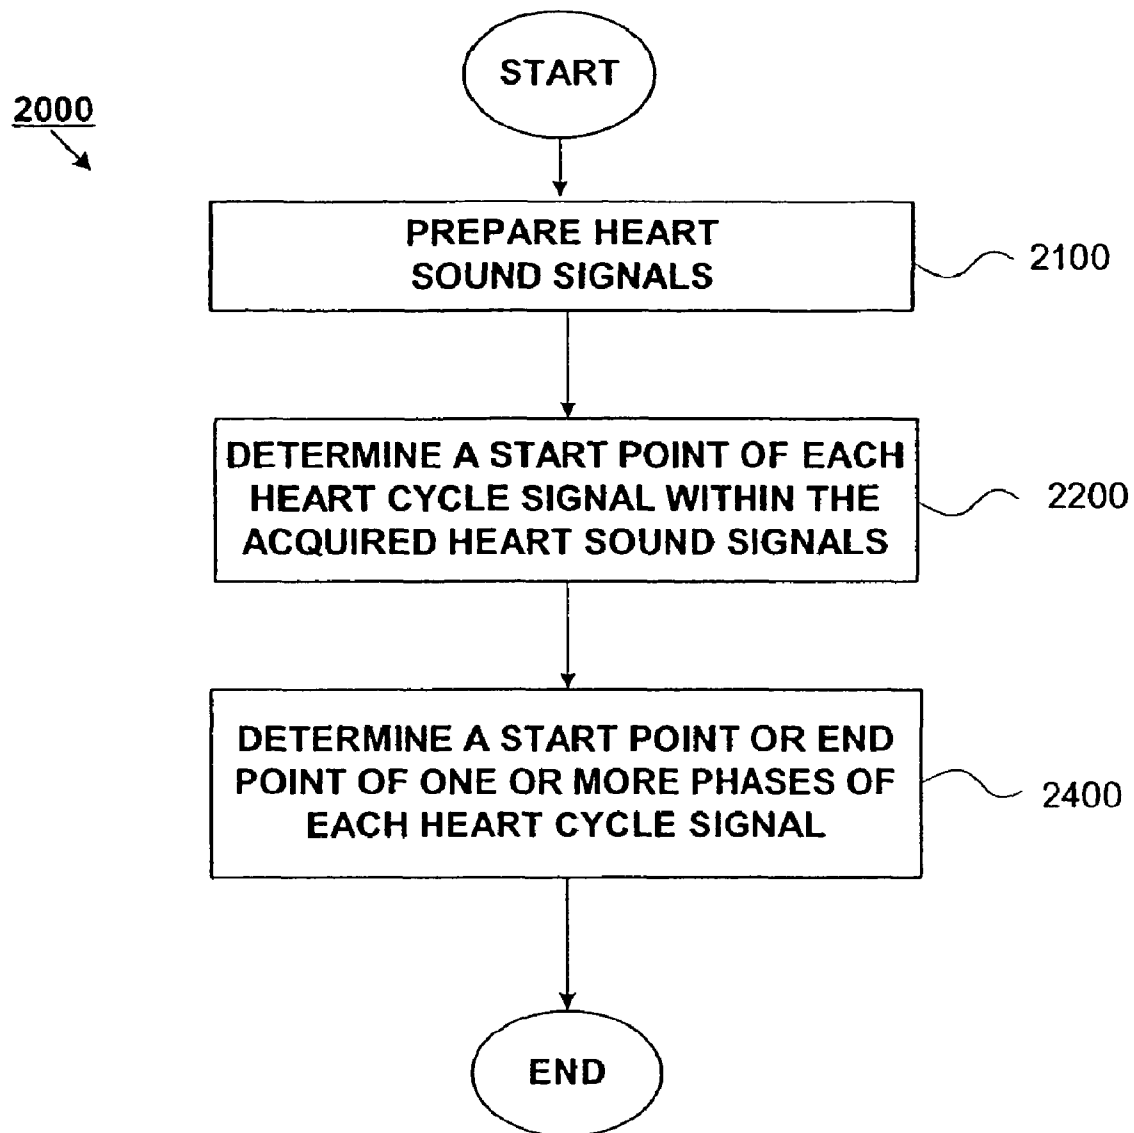 START
2000
PREPARE HEART
SOUND SIGNALS
2100
DETERMINE A START POINT OF EACH
HEART CYCLE SIGNAL WITHIN THE
ACQUIRED HEART SOUND SIGNALS
2200
DETERMINE A START POINT OR END
POINT OF ONE OR MORE PHASES OF
EACH HEART CYCLE SIGNAL
2400
END